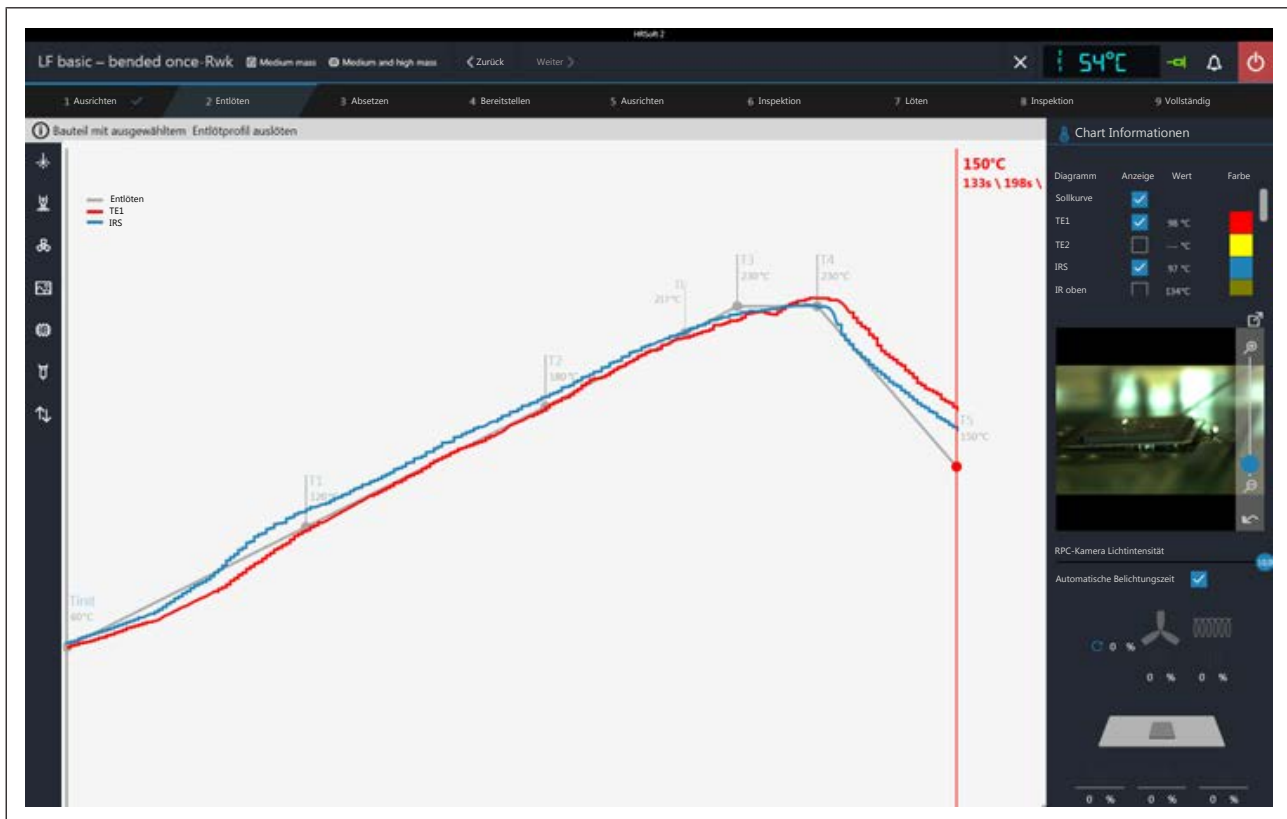 HRSoft 2
LF basic – bended once-Rwk Medium mass Medium and high mass Zurück Weiter 54°C
1 Ausrichten 2 Entlöten 3 Absetzen 4 Bereitstellen 5 Ausrichten 6 Inspektion 7 Löten 8 Inspektion 9 Vollständig
Bauteil mit ausgewähltem Entlötprofil auslöten
Entlöten
TE1
IRS
Tinit
60°C
T1
120°C
T2
180°C
217°C
T3
230°C
T4
230°C
T5
150°C
150°C
133s \ 198s \
Chart Informationen
Diagramm Anzeige Wert Farbe
Sollkurve
TE1 98 °C
TE2 --- °C
IRS 97 °C
IR oben 134°C
RPC-Kamera Lichtintensität
Automatische Belichtungszeit
0 %
0 % 0 %
0 % 0 % 0 %